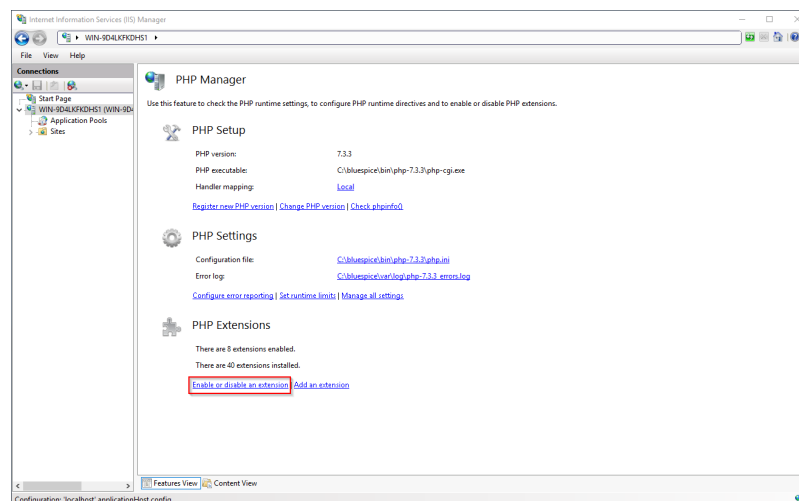 Internet Information Services (IIS) Manager
WIN-9D4LKFKDHS1
File View Help
Connections
Start Page
WIN-9D4LKFKDHS1 (WIN-9D4
Application Pools
Sites
PHP Manager
Use this feature to check the PHP runtime settings, to configure PHP runtime directives and to enable or disable PHP extensions.
PHP Setup
PHP version: 7.3.3
PHP executable: C:\bluespice\bin\php-7.3.3\php-cgi.exe
Handler mapping: Local
Register new PHP version | Change PHP version | Check phpinfo()
PHP Settings
Configuration file: C:\bluespice\bin\php-7.3.3\php.ini
Error log: C:\bluespice\var\log\php-7.3.3_errors.log
Configure error reporting | Set runtime limits | Manage all settings
PHP Extensions
There are 8 extensions enabled.
There are 40 extensions installed.
Enable or disable an extension | Add an extension
Features View Content View
Configuration: 'localhost' applicationHost.config